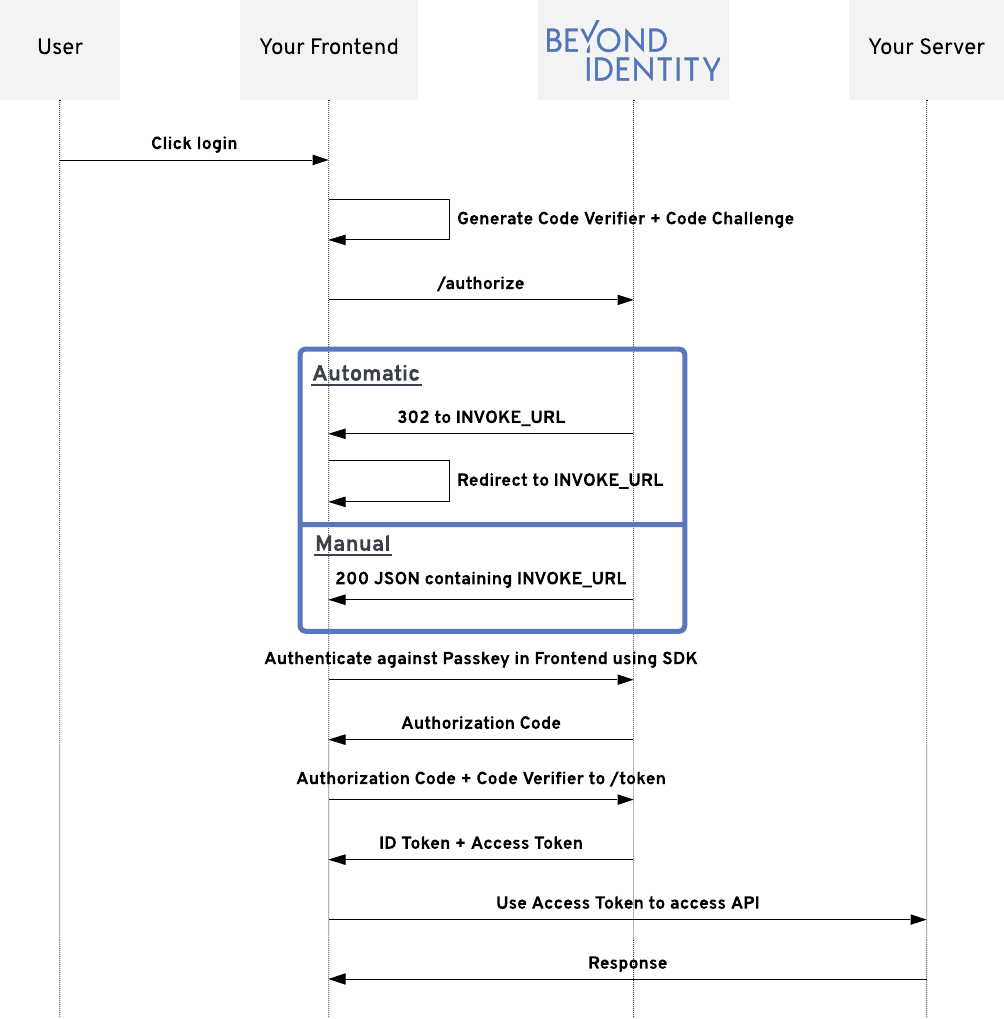 User
Your Frontend
BEYOND
IDENTITY
Your Server
Click login
Generate Code Verifier + Code Challenge
/authorize
Automatic
302 to INVOKE_URL
Redirect to INVOKE_URL
Manual
200 JSON containing INVOKE_URL
Authenticate against Passkey in Frontend using SDK
Authorization Code
Authorization Code + Code Verifier to /token
ID Token + Access Token
Use Access Token to access API
Response